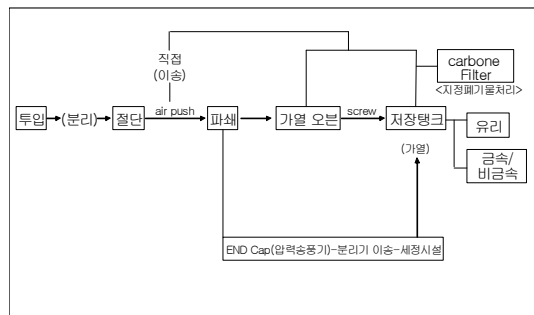 직접
(이송)
carbone
Filter
<지정폐기물처리>
투입
(분리)
절단
air push
파쇄
가열 오븐
screw
저장탱크
유리
(가열)
금속/
비금속
END Cap(압력송풍기)-분리기 이송-세정시설